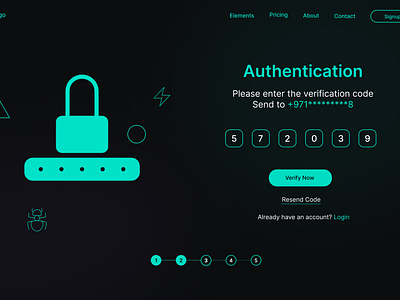 Elements Pricing About Contact Signup
Authentication
Please enter the verification code
Send to +971*********8
5 7 2 0 3 9
Verify Now
Resend Code
Already have an account? Login
1 2 3 4 5